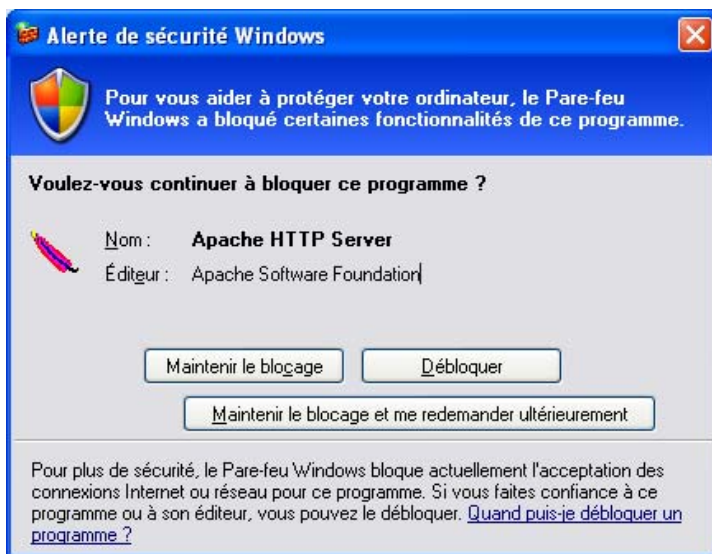 Alerte de sécurité Windows
Pour vous aider à protéger votre ordinateur, le Pare-feu
Windows a bloqué certaines fonctionnalités de ce programme.
Voulez-vous continuer à bloquer ce programme ?
Nom : Apache HTTP Server
Éditeur : Apache Software Foundation
Maintenir le blocage Débloquer
Maintenir le blocage et me redemander ultérieurement
Pour plus de sécurité, le Pare-feu Windows bloque actuellement l'acceptation des
connexions Internet ou réseau pour ce programme. Si vous faites confiance à ce
programme ou à son éditeur, vous pouvez le débloquer. Quand puis-je débloquer un
programme ?